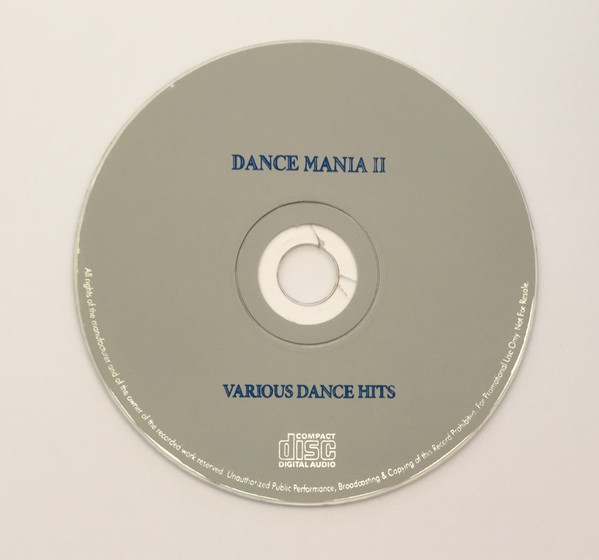 DANCE MANIA II
VARIOUS DANCE HITS
COMPACT
disc
DIGITAL AUDIO
All rights of the manufacturer and of the owner of the recorded work reserved. Unauthorized Public Performance, Broadcasting & Copying of this Record Prohibited. For Promotional Use Only. Not For Resale.